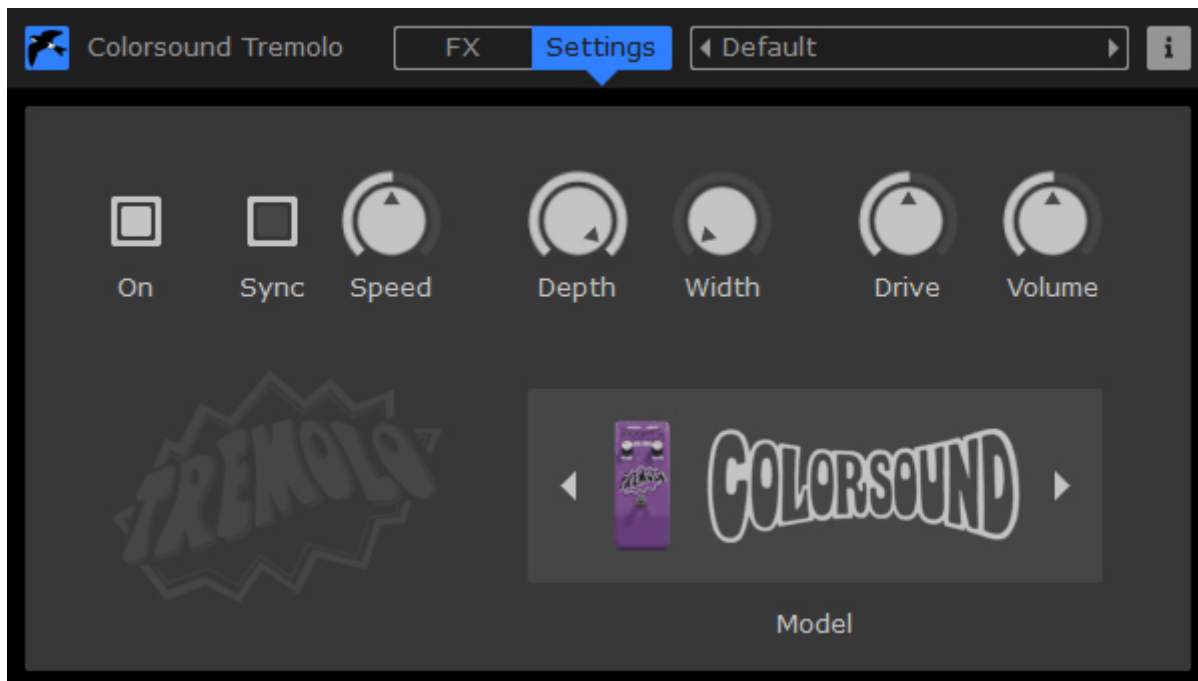 Colorsound Tremolo
FX
Settings
Default
i
On
Sync
Speed
Depth
Width
Drive
Volume
TREMOLO
COLORSOUND
Model